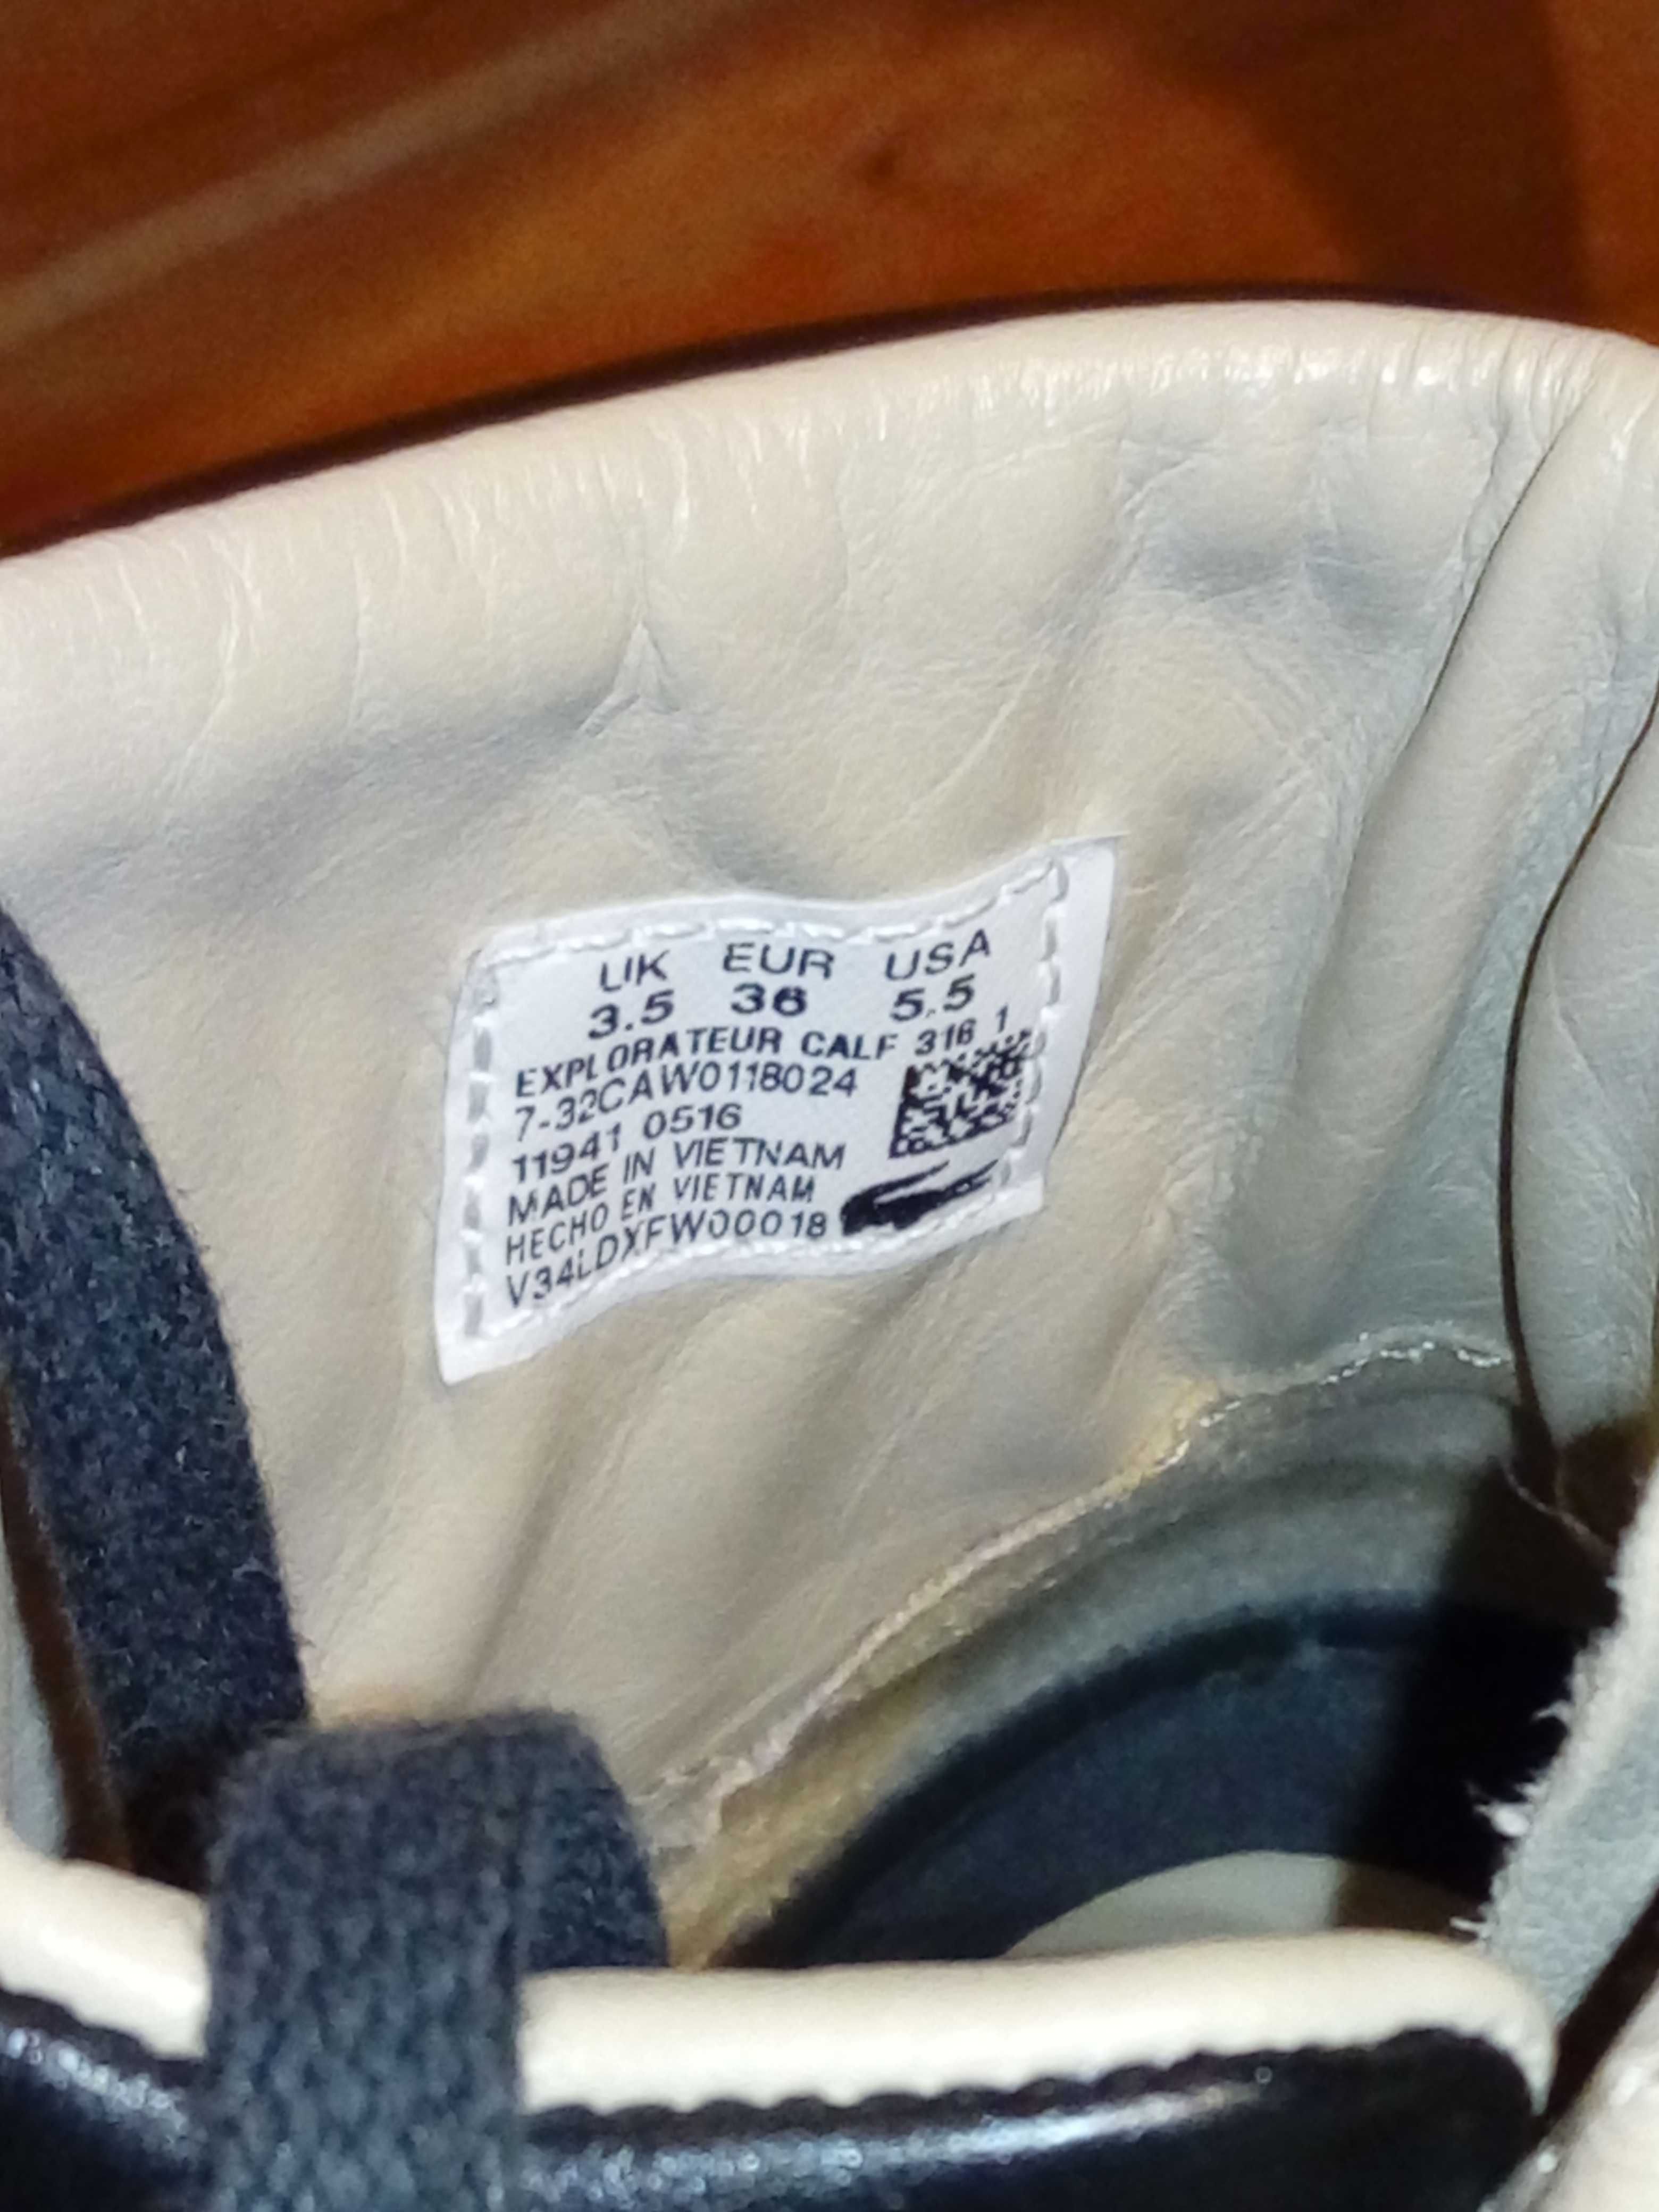 UK EUR USA
3.5 36 5.5
EXPLORATEUR CALF 316 1
7-32CAW0118024
11941 0516
MADE IN VIETNAM
HECHO EN VIETNAM
V34LDXFW00018